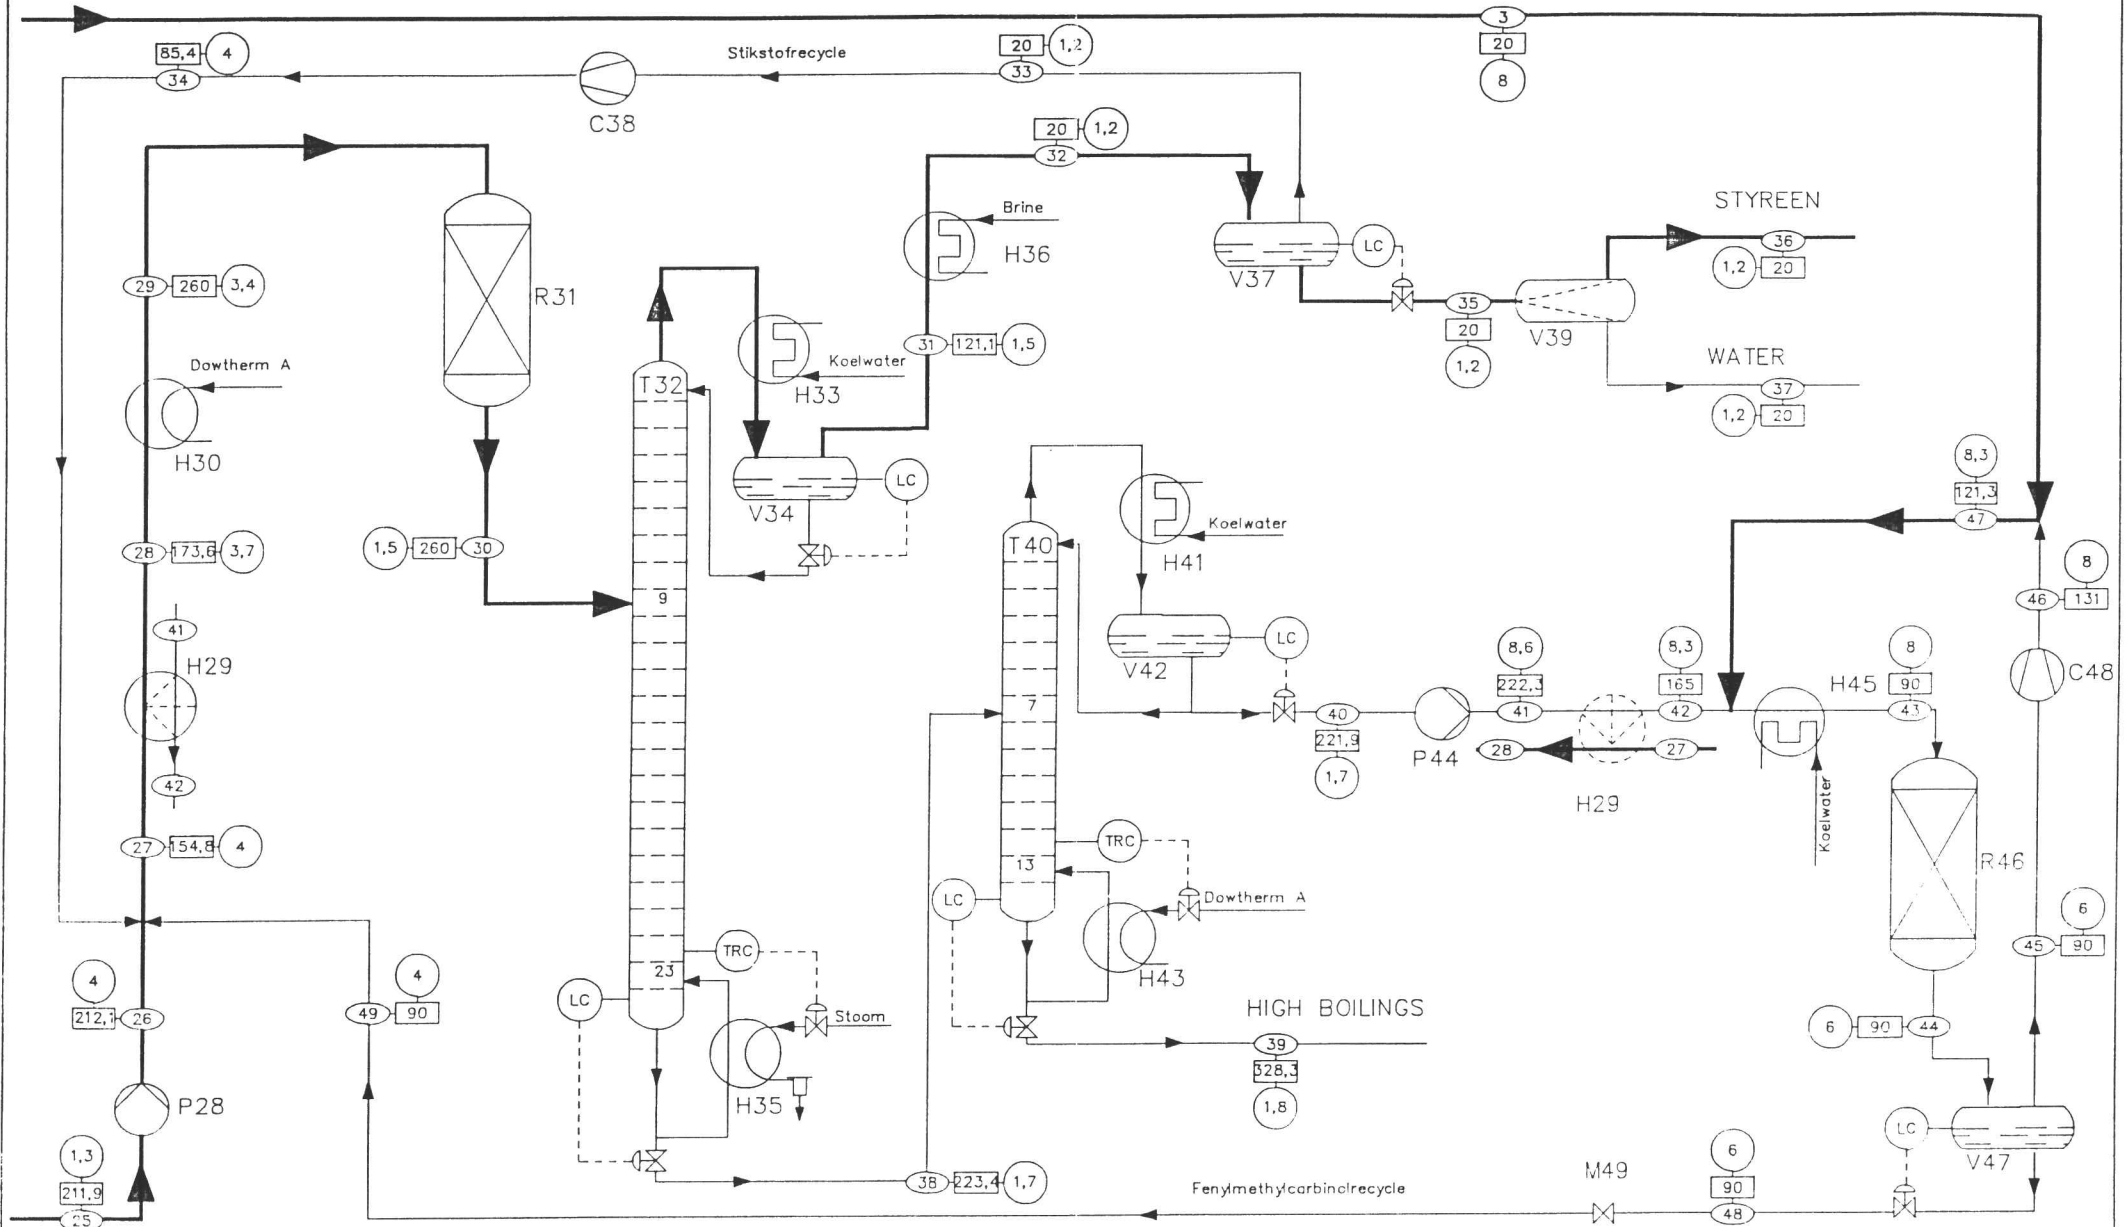 3
20
8
85,4
4
34
Stikstofrecycle
20
1,2
33
C38
20
1,2
32
29
260
3,4
R31
Dowtherm A
H30
28
173,6
3,7
41
H29
42
27
154,8
4
4
212,1
26
49
4
90
P28
1,3
211,9
25
1,5
260
30
T32
9
23
Koelwater
H33
V34
LC
Brine
H36
31
121,1
1,5
V37
LC
35
20
1,2
V39
STYREEN
36
1,2
20
WATER
37
1,2
20
TRC
LC
Stoom
H35
38
223,4
1,7
T40
7
13
Koelwater
H41
V42
LC
TRC
LC
Dowtherm A
H43
HIGH BOILINGS
39
328,3
1,8
40
221,9
1,7
P44
8,6
222,3
41
8,3
165
42
28
27
H29
H45
Koelwater
8
90
43
8,3
121,3
47
8
46
131
C48
R46
6
45
90
6
90
44
V47
LC
6
90
48
M49
Fenylmethylcarbinolrecycle